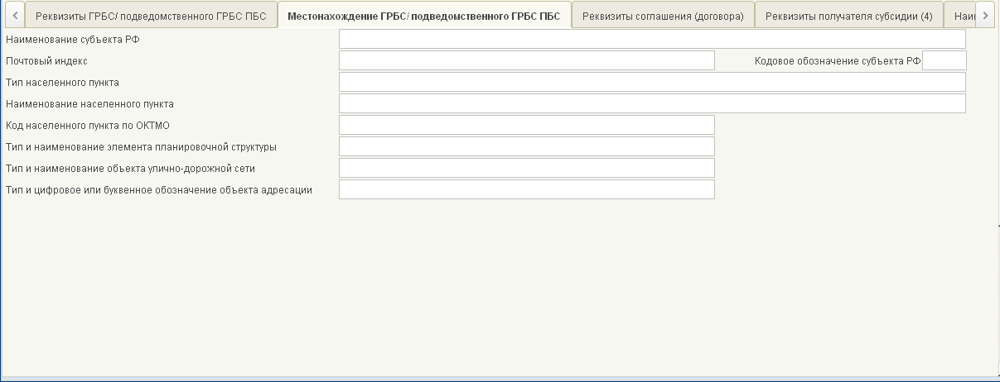 Реквизиты ГРБС/ подведомственного ГРБС ПБС Местонахождение ГРБС/ подведомственного ГРБС ПБС Реквизиты соглашения (договора) Реквизиты получателя субсидии (4)
Наименование субъекта РФ
Почтовый индекс Кодовое обозначение субъекта РФ
Тип населенного пункта
Наименование населенного пункта
Код населенного пункта по ОКТМО
Тип и наименование элемента планировочной структуры
Тип и наименование объекта улично-дорожной сети
Тип и цифровое или буквенное обозначение объекта адресации